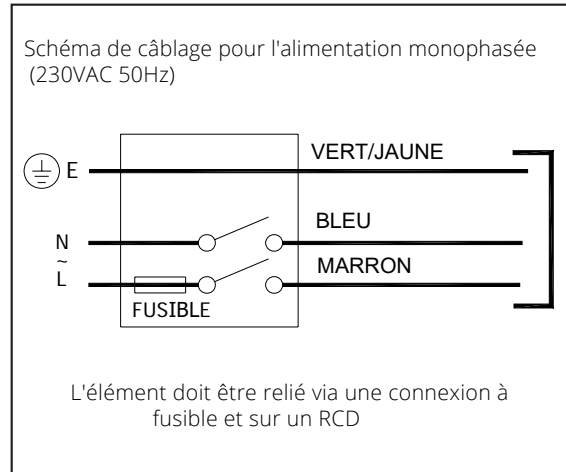 Schéma de câblage pour l'alimentation monophasée
(230VAC 50Hz)
E
VERT/JAUNE
N
BLEU
~
L
MARRON
FUSIBLE
L'élément doit être relié via une connexion à
fusible et sur un RCD